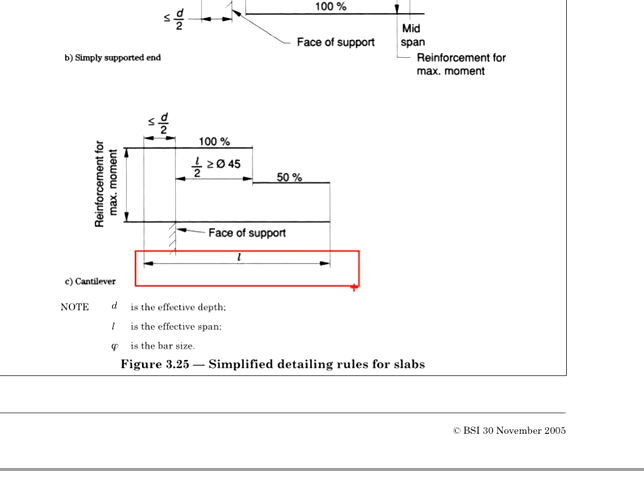 100 %
≤ d/2
Mid span
Face of support
b) Simply supported end
Reinforcement for
max. moment
≤ d/2
Reinforcement for
max. moment
100 %
l/2 ≥ Ø 45
50 %
Face of support
l
c) Cantilever
NOTE d is the effective depth;
l is the effective span;
φ is the bar size.
Figure 3.25 — Simplified detailing rules for slabs
© BSI 30 November 2005